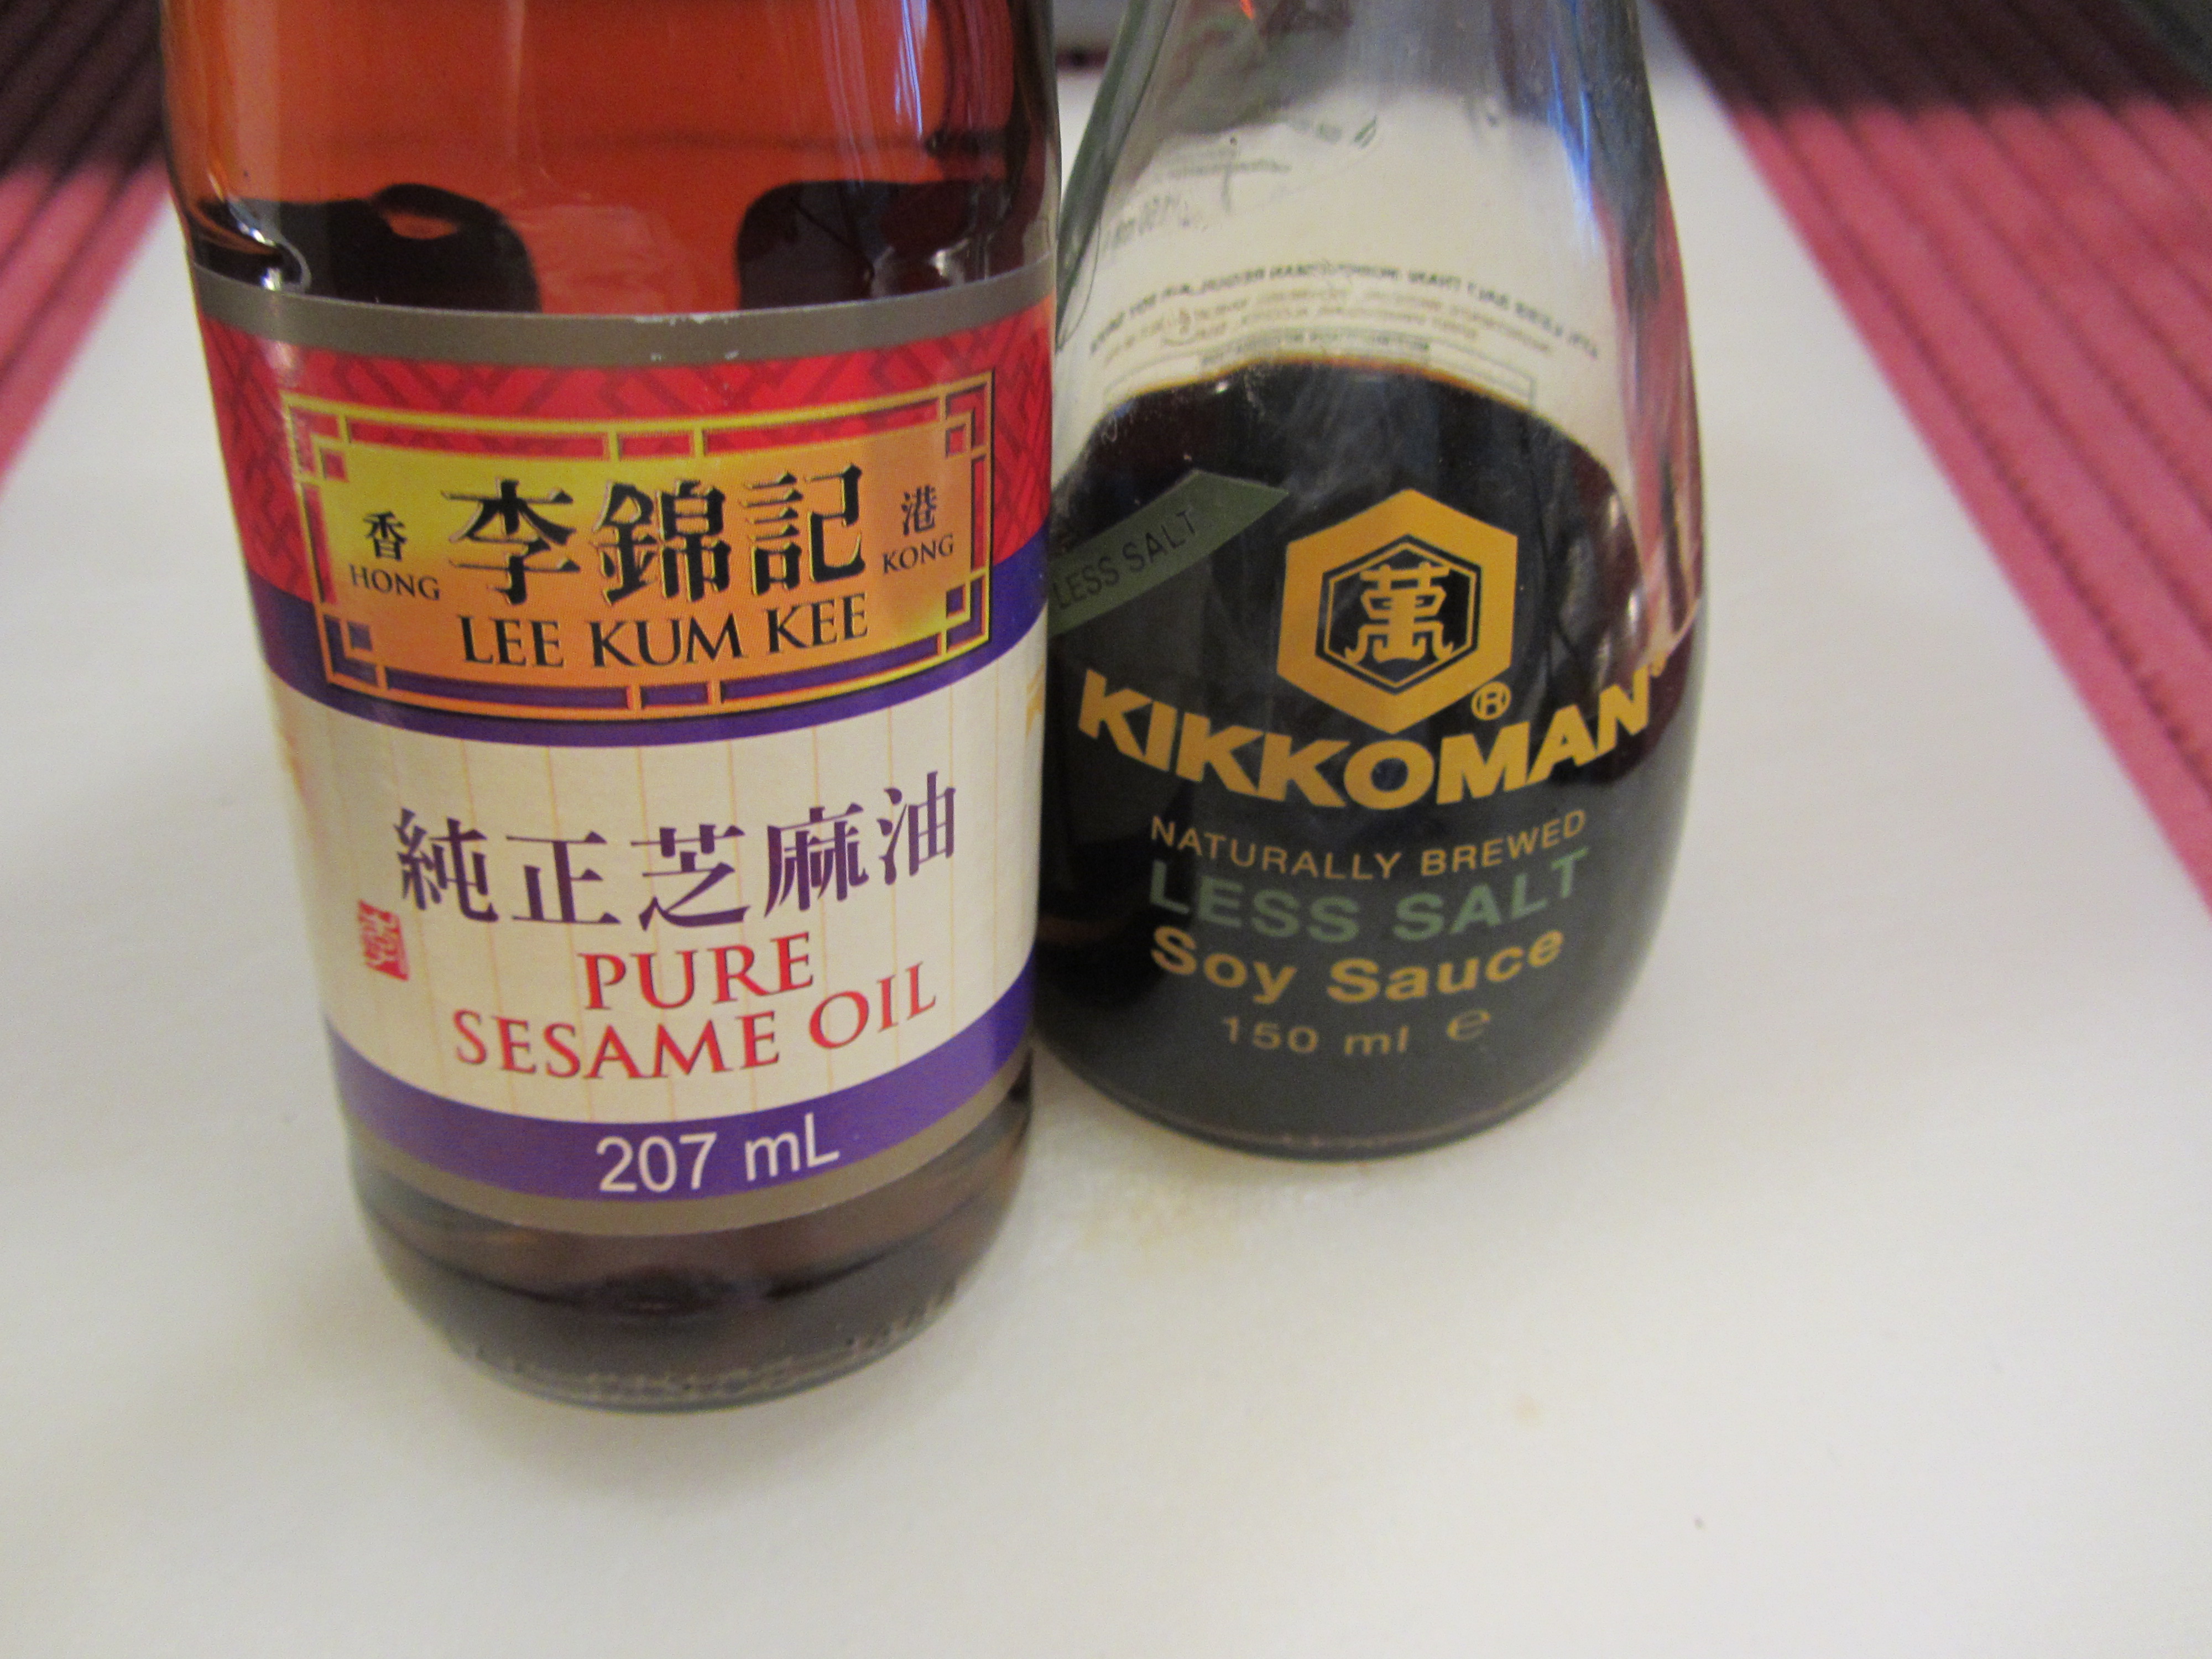 香 李錦記 港
HONG KONG
LEE KUM KEE
純正芝麻油
PURE
SESAME OIL
207 mL
LESS SALT
萬
®
KIKKOMAN®
NATURALLY BREWED
LESS SALT
Soy Sauce
150 ml e